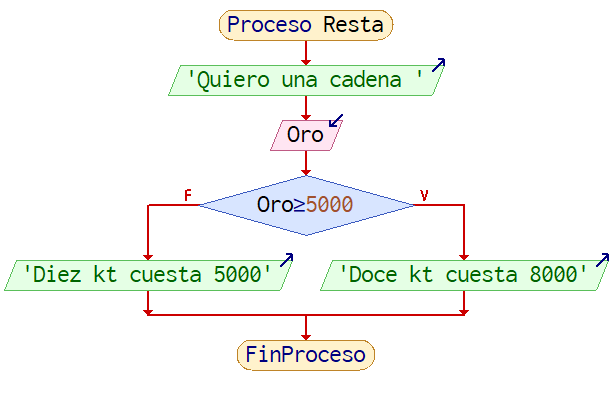 Proceso Resta
'Quiero una cadena '
Oro
Oro≥5000
F
V
'Diez kt cuesta 5000'
'Doce kt cuesta 8000'
FinProceso